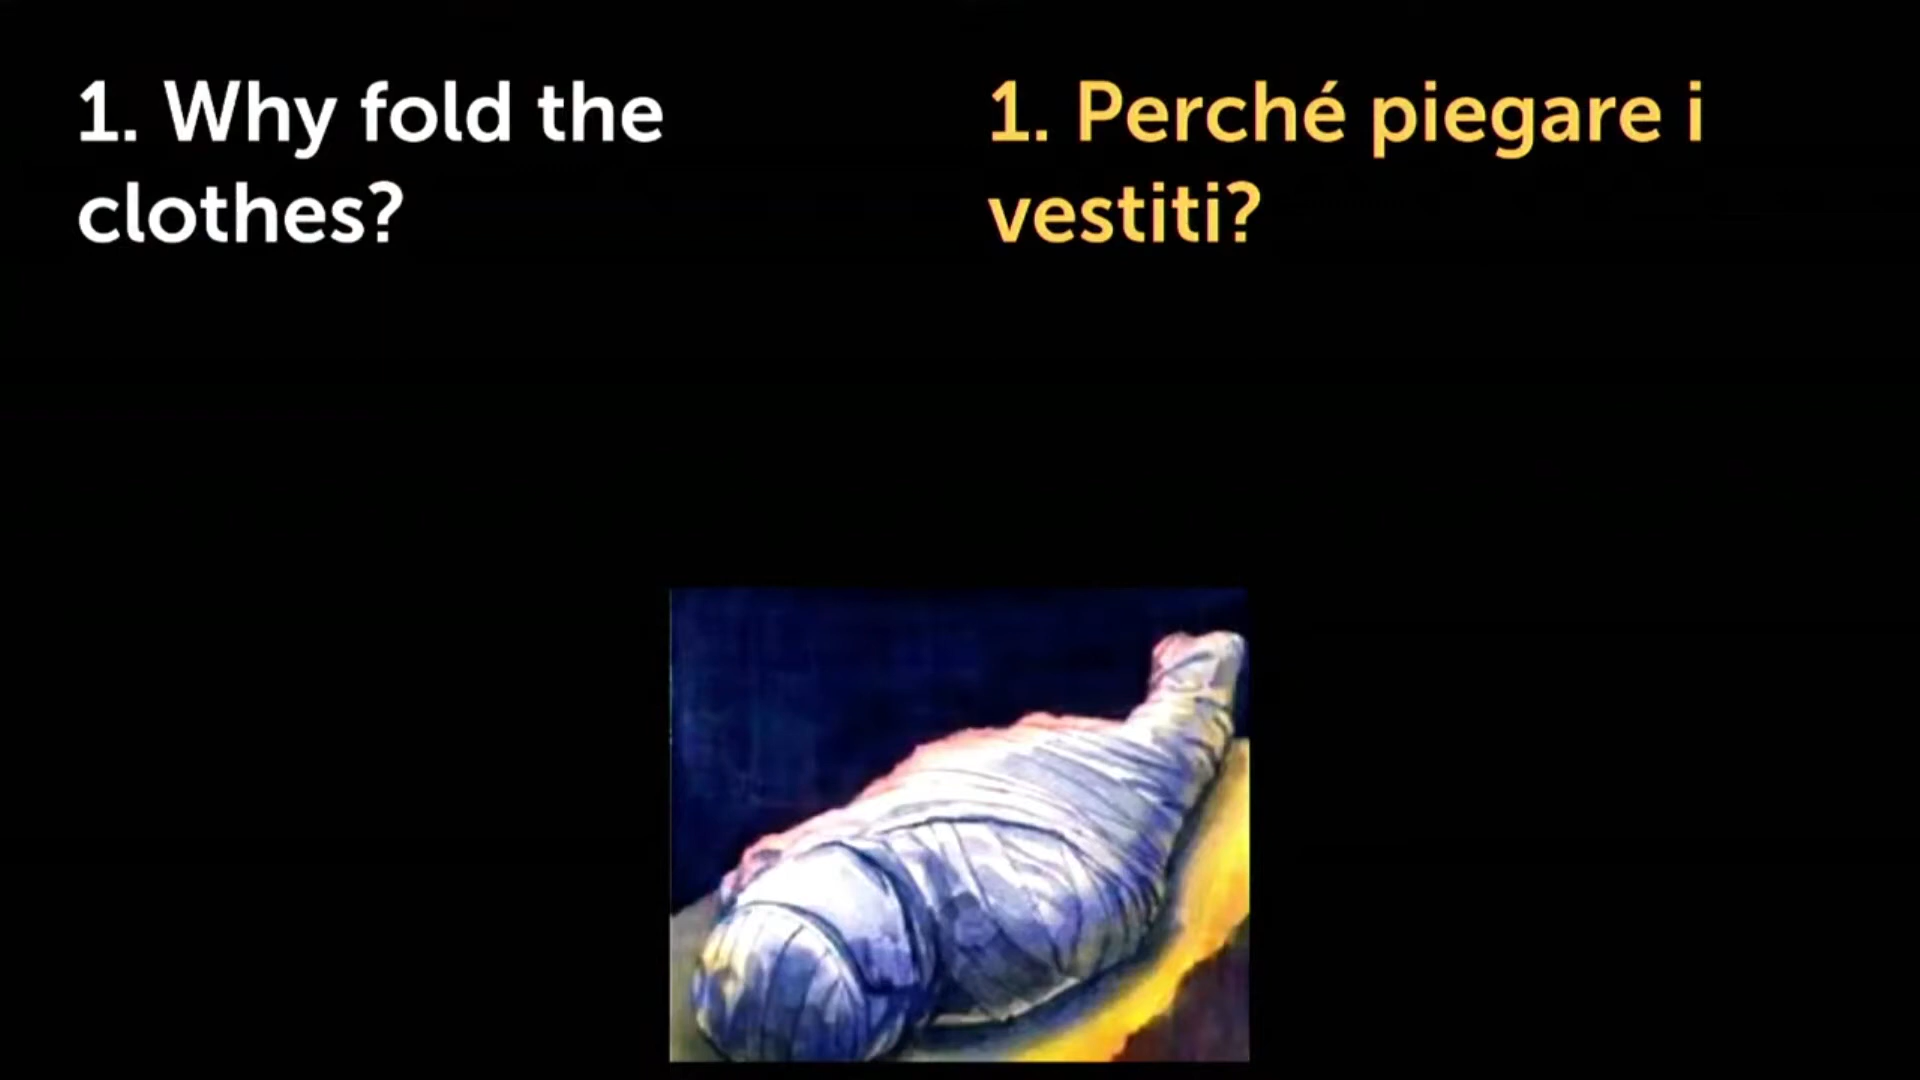 1. Why fold the
clothes?
1. Perché piegare i
vestiti?